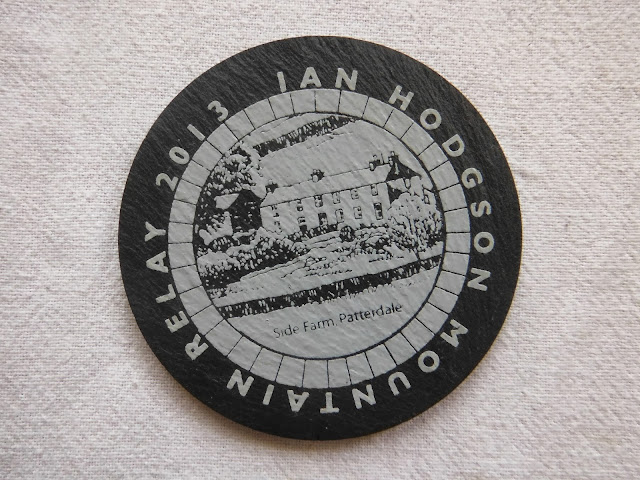 IAN HODGSON MOUNTAIN RELAY 2013
Side Farm, Patterdale